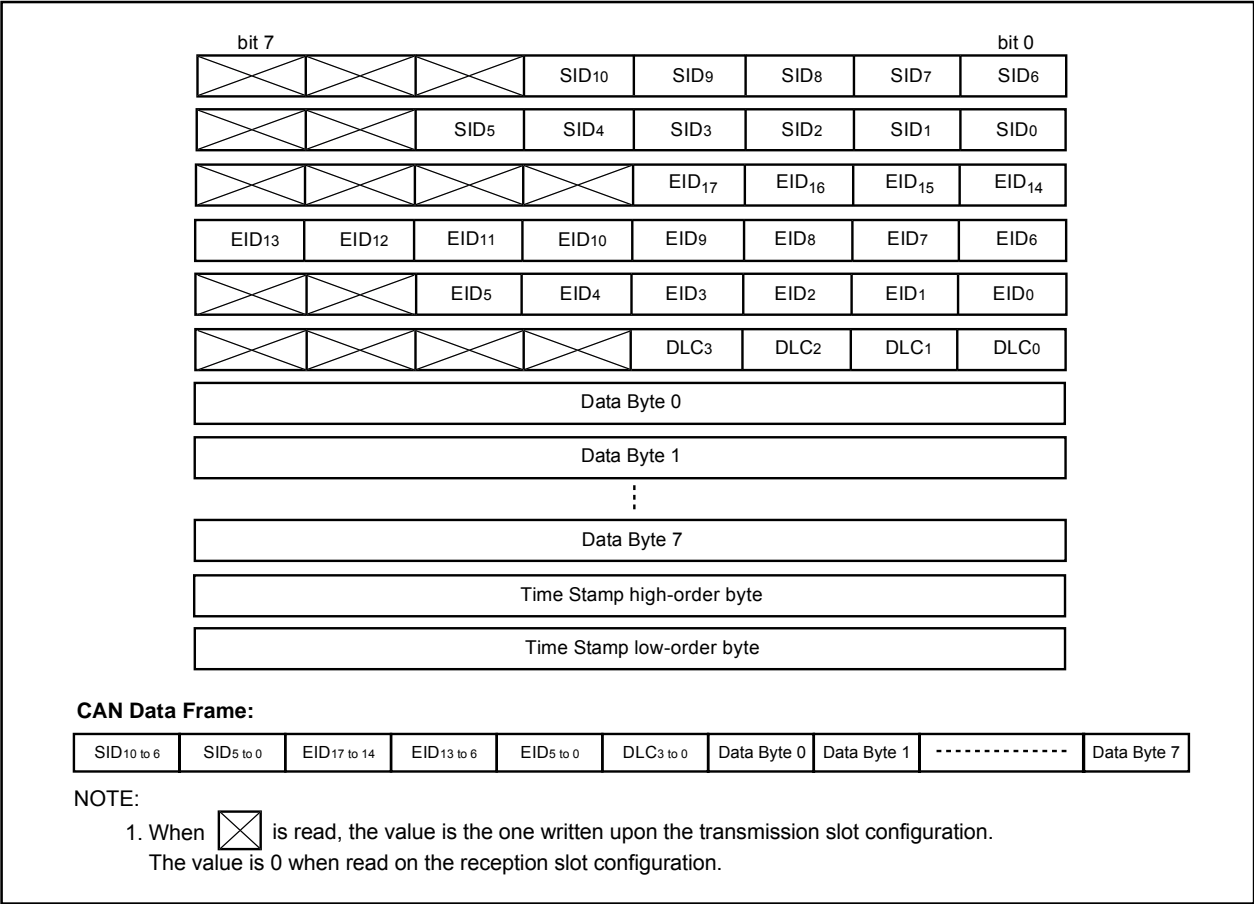 bit 7 bit 0
SID10 SID9 SID8 SID7 SID6
SID5 SID4 SID3 SID2 SID1 SID0
EID17 EID16 EID15 EID14
EID13 EID12 EID11 EID10 EID9 EID8 EID7 EID6
EID5 EID4 EID3 EID2 EID1 EID0
DLC3 DLC2 DLC1 DLC0
Data Byte 0
Data Byte 1
Data Byte 7
Time Stamp high-order byte
Time Stamp low-order byte
CAN Data Frame:
SID10 to 6 SID5 to 0 EID17 to 14 EID13 to 6 EID5 to 0 DLC3 to 0 Data Byte 0 Data Byte 1 Data Byte 7
NOTE:
1. When is read, the value is the one written upon the transmission slot configuration.
The value is 0 when read on the reception slot configuration.